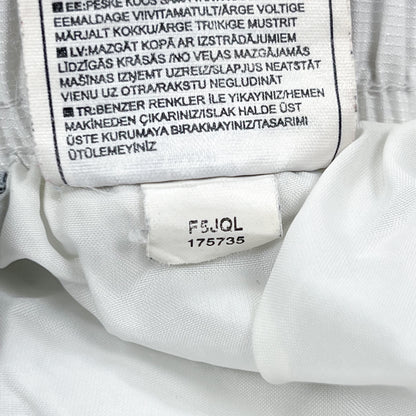 EE: PESKE KOOS SAMA
EEMALDAGE VIIVITAMATULT/ÄRGE VOLTIGE
MÄRJALT KOKKU/ÄRGE TRIIKIGE MUSTRIT
LV: MAZGĀT KOPĀ AR IZSTRĀDĀJUMIEM
LĪDZĪGĀS KRĀSĀS/NO VEĻAS MAZGĀJAMĀS
MAŠĪNAS IZŅEMT UZREIZ/SLAPJUS NEATSTĀT
VIENU UZ OTRA/RAKSTU NEGLUDINĀT
TR: BENZER RENKLER İLE YIKAYINIZ/HEMEN
MAKİNEDEN ÇIKARINIZ/ISLAK HALDE ÜST
ÜSTE KURUMAYA BIRAKMAYINIZ/TASARIMI
ÜTÜLEMEYİNİZ
F5JQL
175735